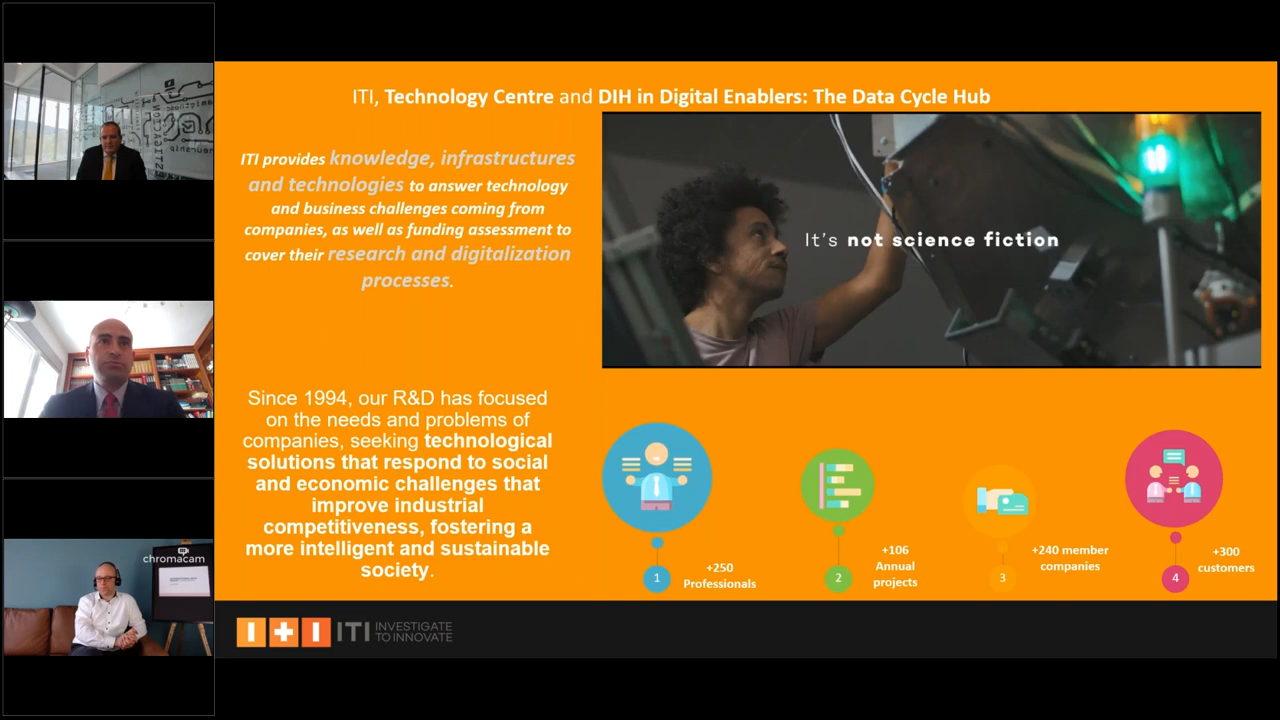 ITI, Technology Centre and DIH in Digital Enablers: The Data Cycle Hub
ITI provides knowledge, infrastructures
and technologies to answer technology
and business challenges coming from
companies, as well as funding assessment to
cover their research and digitalization
processes.
It's not science fiction
Since 1994, our R&D has focused
on the needs and problems of
companies, seeking technological
solutions that respond to social
and economic challenges that
improve industrial
competitiveness, fostering a
more intelligent and sustainable
society.
1
+250
Professionals
2
+106
Annual
projects
3
+240 member
companies
4
+300
customers
ITI
ITI
INVESTIGATE
TO INNOVATE
chromacam